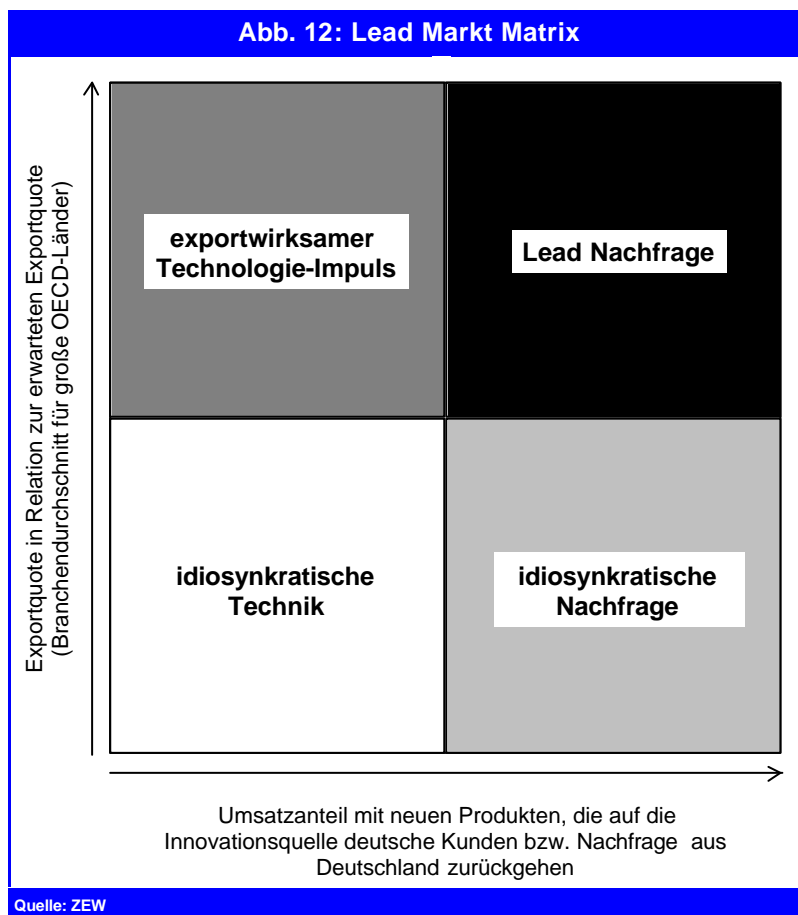 Abb. 12: Lead Markt Matrix
Exportquote in Relation zur erwarteten Exportquote
(Branchendurchschnitt für große OECD-Länder)
exportwirksamer
Technologie-Impuls
Lead Nachfrage
idiosynkratische
Technik
idiosynkratische
Nachfrage
Umsatzanteil mit neuen Produkten, die auf die
Innovationsquelle deutsche Kunden bzw. Nachfrage aus
Deutschland zurückgehen
Quelle: ZEW